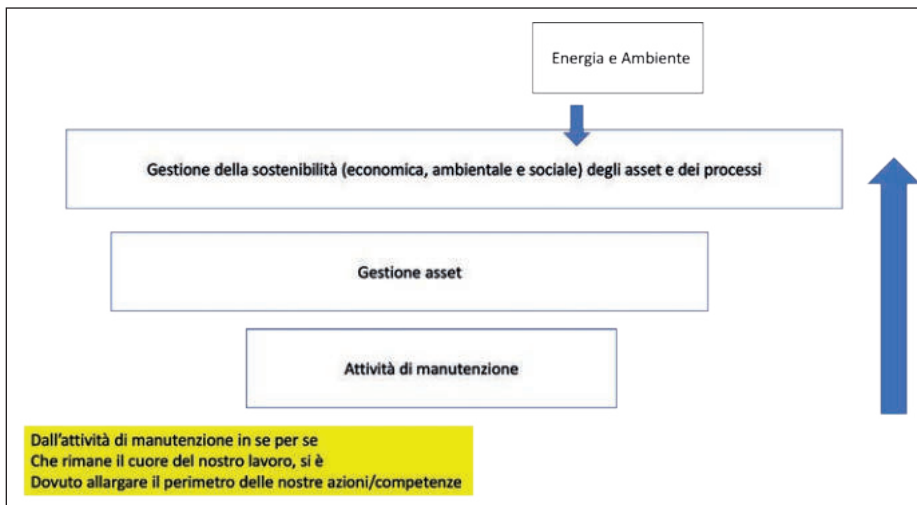 Energia e Ambiente
Gestione della sostenibilità (economica, ambientale e sociale) degli asset e dei processi
Gestione asset
Attività di manutenzione
Dall'attività di manutenzione in se per se
Che rimane il cuore del nostro lavoro, si è
Dovuto allargare il perimetro delle nostre azioni/competenze